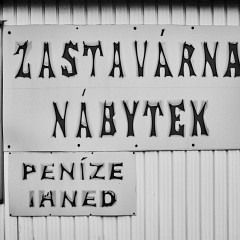 ZASTAVÁRNA
NÁBYTEK
PENÍZE
IHNED